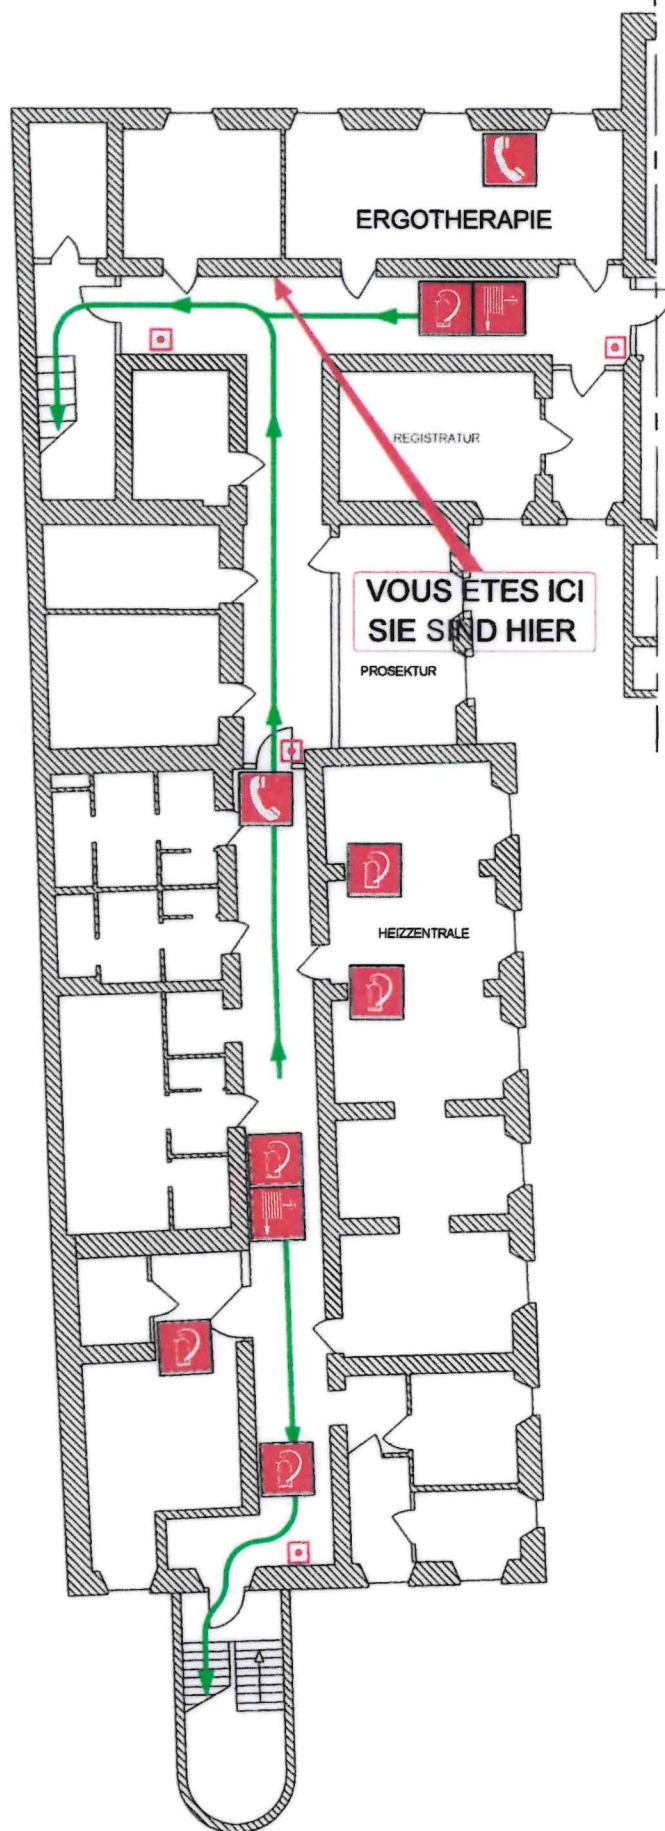 ERGOTHERAPIE
REGISTRATUR
VOUS ETES ICI
SIE SIND HIER
PROSEKTUR
HEIZZENTRALE